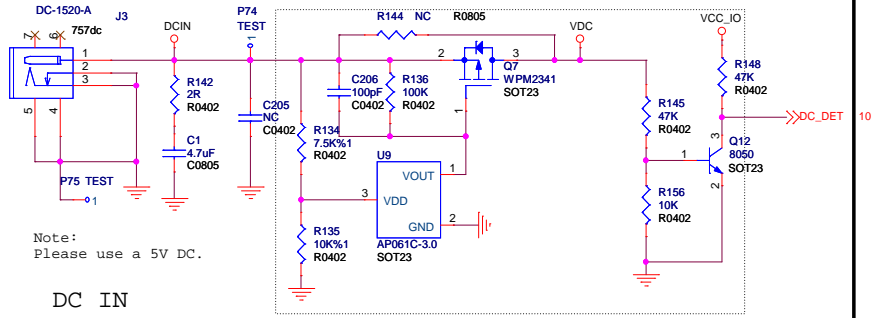 DC-1520-A
J3
757dc
7
6
1
2
3
5
4
DCIN
P74
TEST
1
R144 NC R0805
VDC
VCC_IO
2
3
Q7
WPM2341
SOT23
1
R142
2R
R0402
C1
4.7uF
C0805
C205
NC
C0402
C206
100pF
C0402
R136
100K
R0402
R134
7.5K%1
R0402
R135
10K%1
R0402
U9
VOUT
1
3
VDD
GND
2
AP061C-3.0
SOT23
R145
47K
R0402
R156
10K
R0402
R148
47K
R0402
3
Q12
8050
SOT23
1
2
DC_DET 10
P75 TEST
1
Note:
Please use a 5V DC.
DC IN